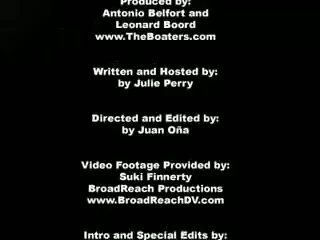 Produced by:
Antonio Belfort and
Leonard Boord
www.TheBoaters.com
Written and Hosted by:
by Julie Perry
Directed and Edited by:
by Juan Oña
Video Footage Provided by:
Suki Finnerty
BroadReach Productions
www.BroadReachDV.com
Intro and Special Edits by: